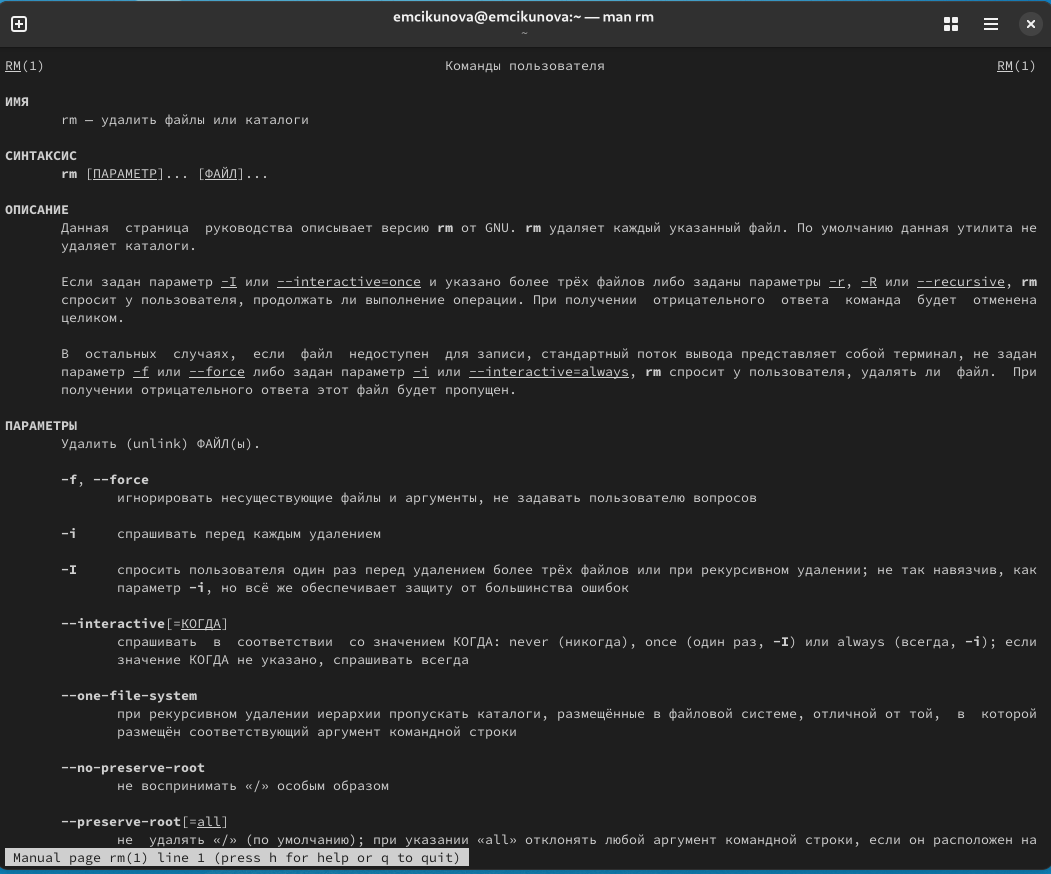 emcikunova@emcikunova:~ — man rm
~
RM(1) Команды пользователя RM(1)
ИМЯ
rm — удалить файлы или каталоги
СИНТАКСИС
rm [ПАРАМЕТР]... [ФАЙЛ]...
ОПИСАНИЕ
Данная страница руководства описывает версию rm от GNU. rm удаляет каждый указанный файл. По умолчанию данная утилита не
удаляет каталоги.
Если задан параметр -I или --interactive=once и указано более трёх файлов либо заданы параметры -r, -R или --recursive, rm
спросит у пользователя, продолжать ли выполнение операции. При получении отрицательного ответа команда будет отменена
целиком.
В остальных случаях, если файл недоступен для записи, стандартный поток вывода представляет собой терминал, не задан
параметр -f или --force либо задан параметр -i или --interactive=always, rm спросит у пользователя, удалять ли файл. При
получении отрицательного ответа этот файл будет пропущен.
ПАРАМЕТРЫ
Удалить (unlink) ФАЙЛ(ы).
-f, --force
игнорировать несуществующие файлы и аргументы, не задавать пользователю вопросов
-i спрашивать перед каждым удалением
-I спросить пользователя один раз перед удалением более трёх файлов или при рекурсивном удалении; не так навязчив, как
параметр -i, но всё же обеспечивает защиту от большинства ошибок
--interactive[=КОГДА]
спрашивать в соответствии со значением КОГДА: never (никогда), once (один раз, -I) или always (всегда, -i); если
значение КОГДА не указано, спрашивать всегда
--one-file-system
при рекурсивном удалении иерархии пропускать каталоги, размещённые в файловой системе, отличной от той, в которой
размещён соответствующий аргумент командной строки
--no-preserve-root
не воспринимать «/» особым образом
--preserve-root[=all]
не удалять «/» (по умолчанию); при указании «all» отклонять любой аргумент командной строки, если он расположен на
Manual page rm(1) line 1 (press h for help or q to quit)